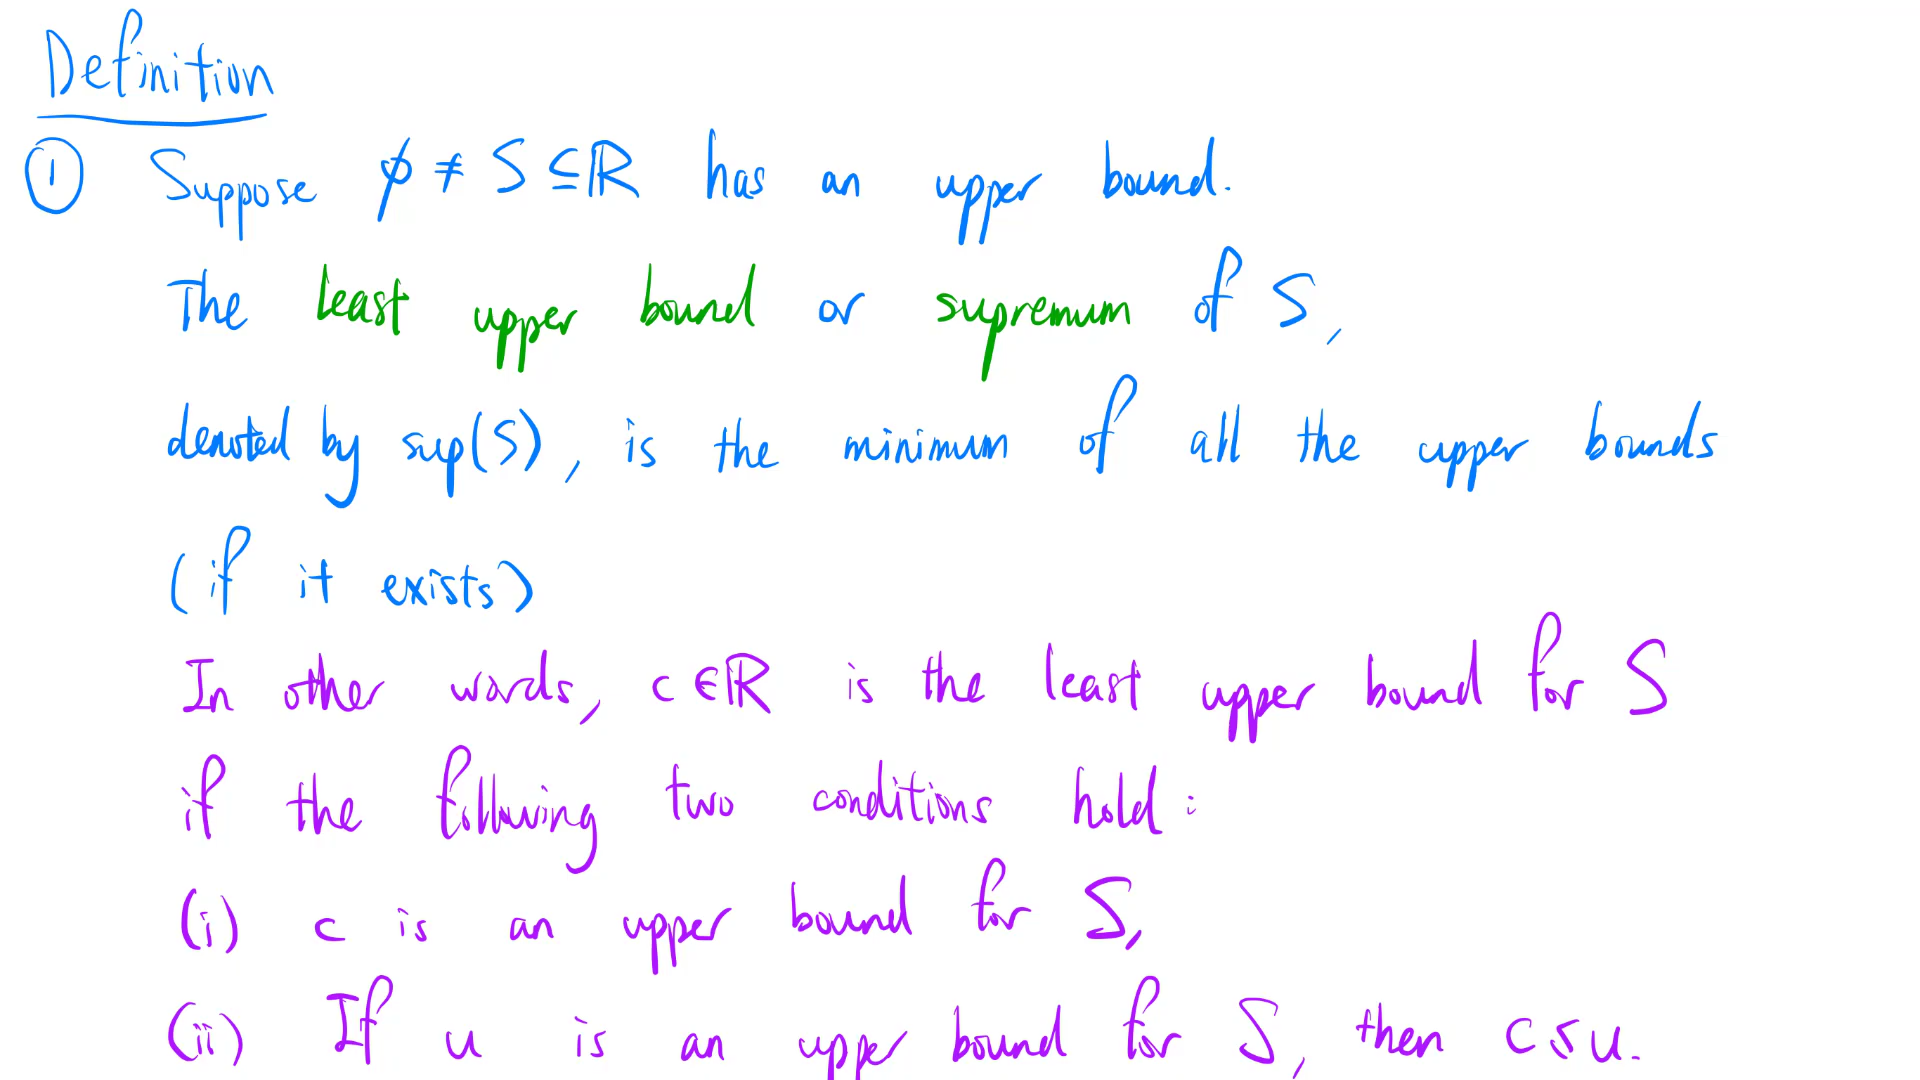 Definition
① Suppose ϕ ≠ S ⊆ ℝ has an upper bound.
The least upper bound or supremum of S,
denoted by sup(S), is the minimum of all the upper bounds
(if it exists)
In other words, c ∈ ℝ is the least upper bound for S
if the following two conditions hold:
(i) c is an upper bound for S,
(ii) If u is an upper bound for S, then c ≤ u.